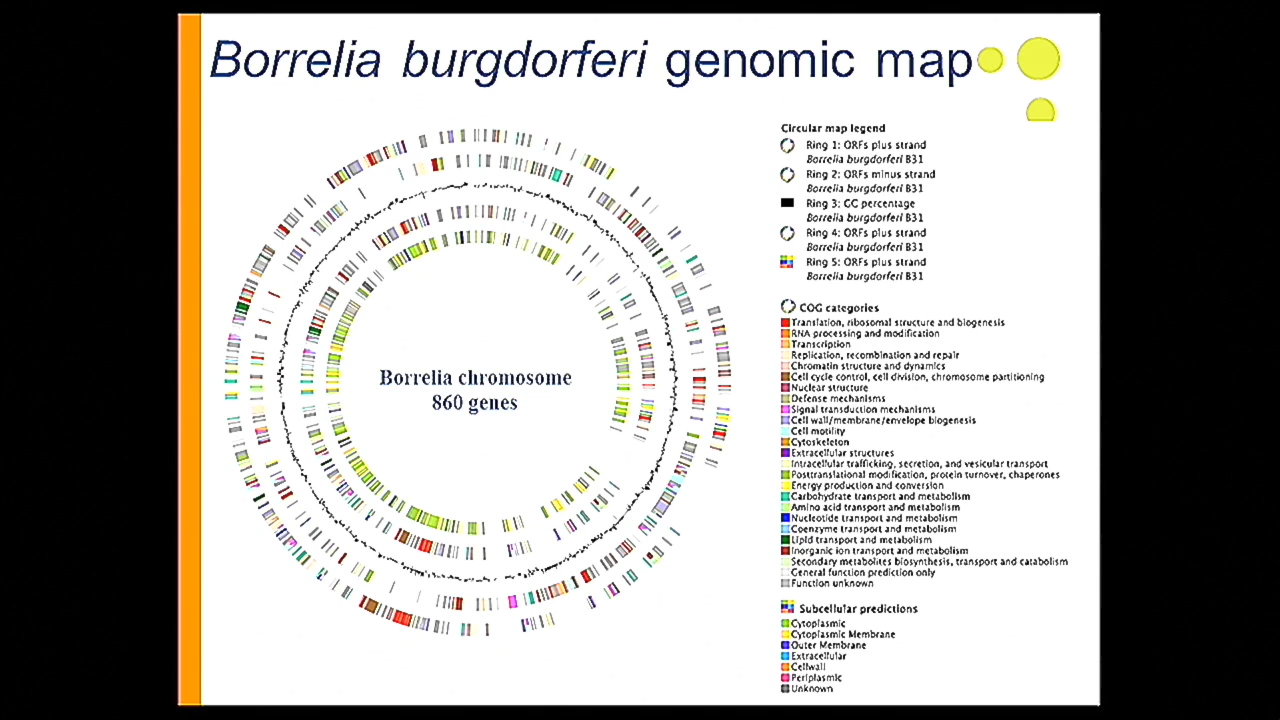 Borrelia burgdorferi genomic map
Circular map legend
Ring 1: ORFs plus strand
Borrelia burgdorferi B31
Ring 2: ORFs minus strand
Borrelia burgdorferi B31
Ring 3: GC percentage
Borrelia burgdorferi B31
Ring 4: ORFs plus strand
Borrelia burgdorferi B31
Ring 5: ORFs plus strand
Borrelia burgdorferi B31
COG categories
Translation, ribosomal structure and biogenesis
RNA processing and modification
Transcription
Replication, recombination and repair
Chromatin structure and dynamics
Cell cycle control, cell division, chromosome partitioning
Nuclear structure
Defense mechanisms
Signal transduction mechanisms
Cell wall/membrane/envelope biogenesis
Cell motility
Cytoskeleton
Extracellular structures
Intracellular trafficking, secretion, and vesicular transport
Posttranslational modification, protein turnover, chaperones
Energy production and conversion
Carbohydrate transport and metabolism
Amino acid transport and metabolism
Nucleotide transport and metabolism
Coenzyme transport and metabolism
Lipid transport and metabolism
Inorganic ion transport and metabolism
Secondary metabolites biosynthesis, transport and catabolism
General function prediction only
Function unknown
Subcellular predictions
Cytoplasmic
Cytoplasmic Membrane
Outer Membrane
Extracellular
Cellwall
Periplasmic
Unknown
Borrelia chromosome
860 genes